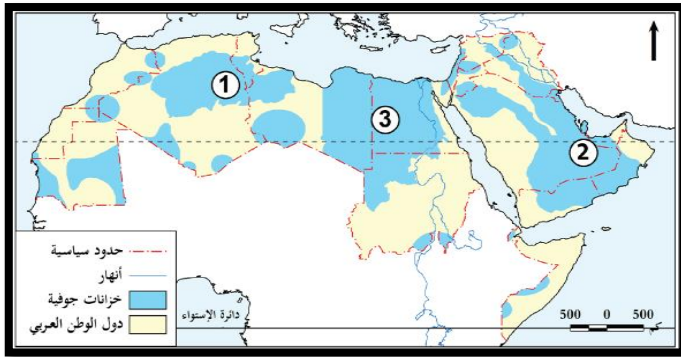 1
2
3
حدود سياسية
أنهار
خزانات جوفية
دول الوطن العربي
دائرة الإستواء
500 0 500
كم